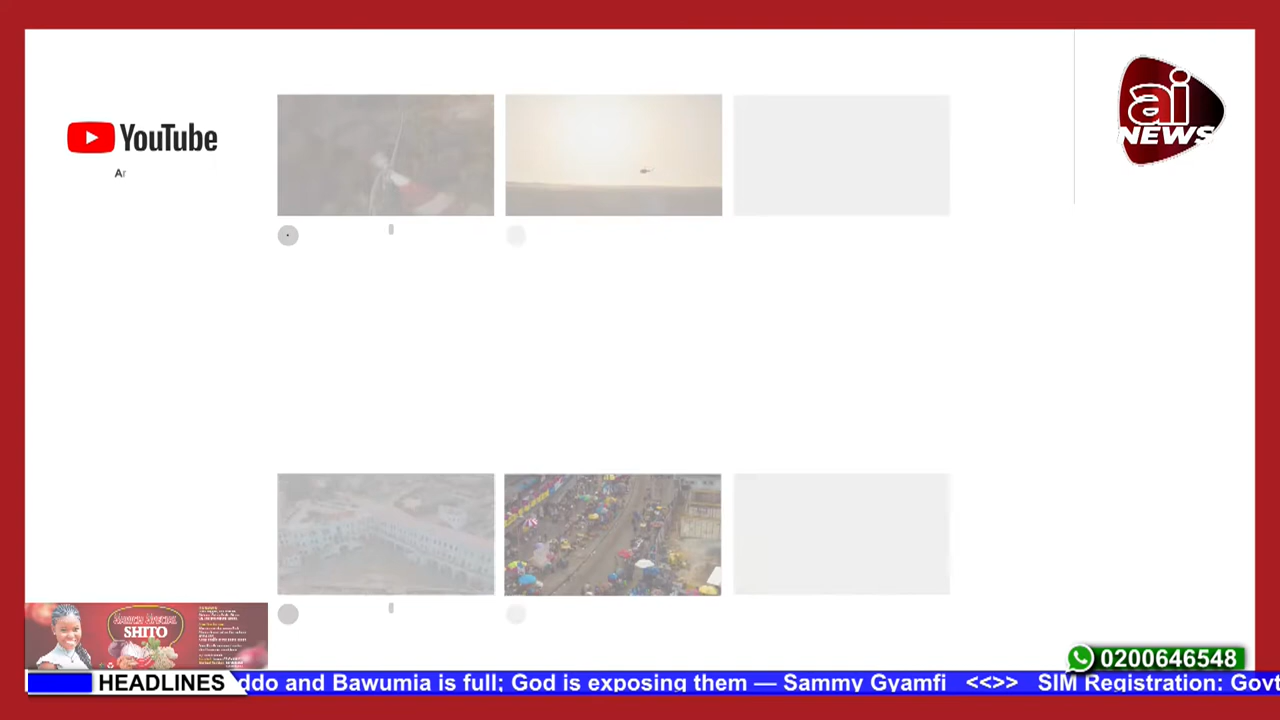 YouTube
Ar
ai
NEWS
SHITO
0200646548
HEADLINES
ddo and Bawumia is full; God is exposing them — Sammy Gyamfi <<>> SIM Registration: Govt